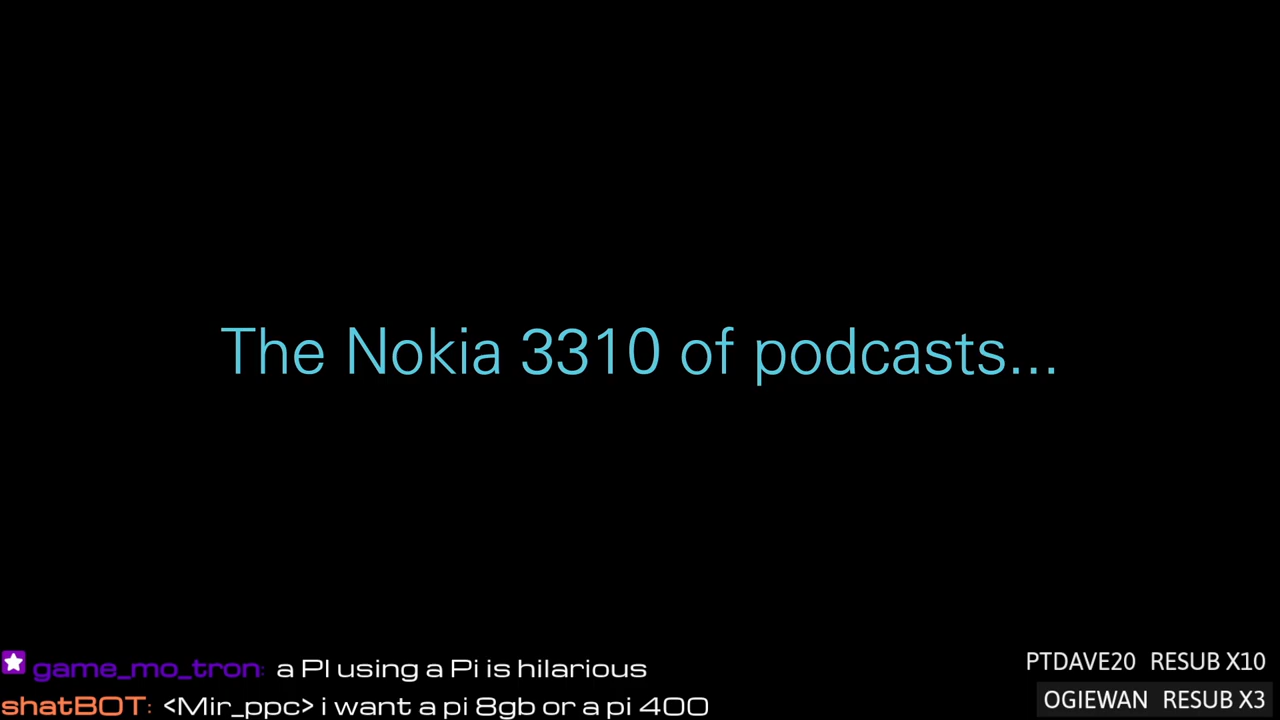 The Nokia 3310 of podcasts...
game_mo_tron: a PI using a Pi is hilarious
shatBOT: <Mir_ppc> i want a pi 8gb or a pi 400
PTDAVE20 RESUB X10
OGIEWAN RESUB X3